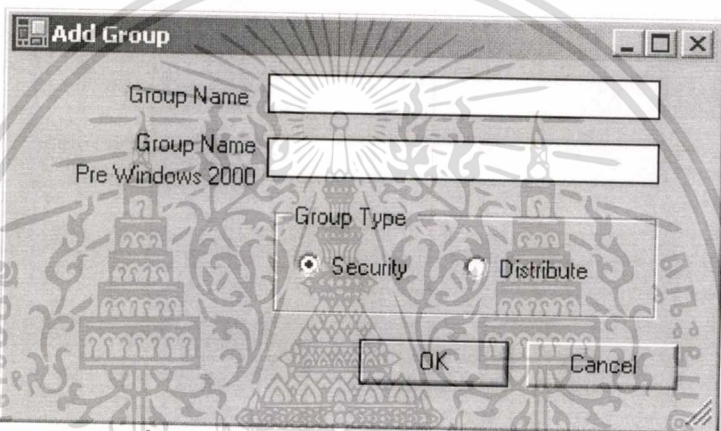 Add Group
Group Name
Group Name
Pre Windows 2000
Group Type
Security Distribute
OK Cancel